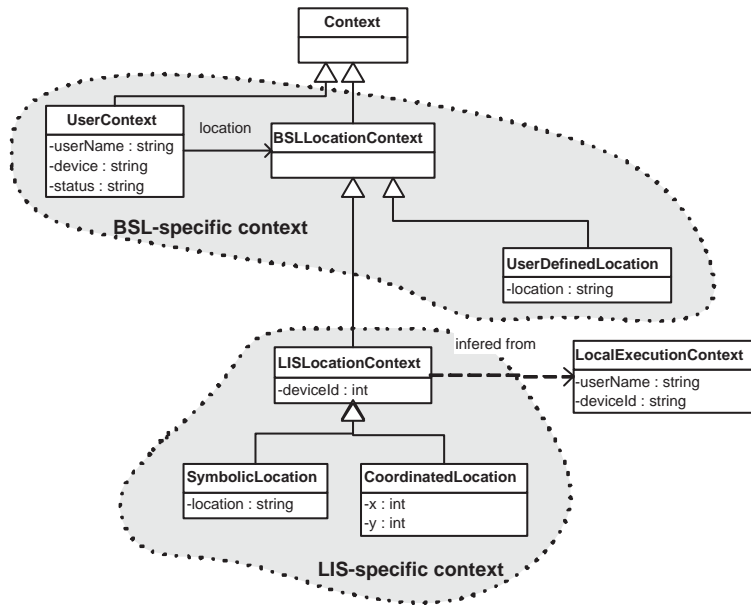 Context
UserContext
-userName : string
-device : string
-status : string
location
BSLLocationContext
BSL-specific context
UserDefinedLocation
-location : string
LISLocationContext
-deviceId : int
infered from
LocalExecutionContext
-userName : string
-deviceId : string
SymbolicLocation
-location : string
CoordinatedLocation
-x : int
-y : int
LIS-specific context